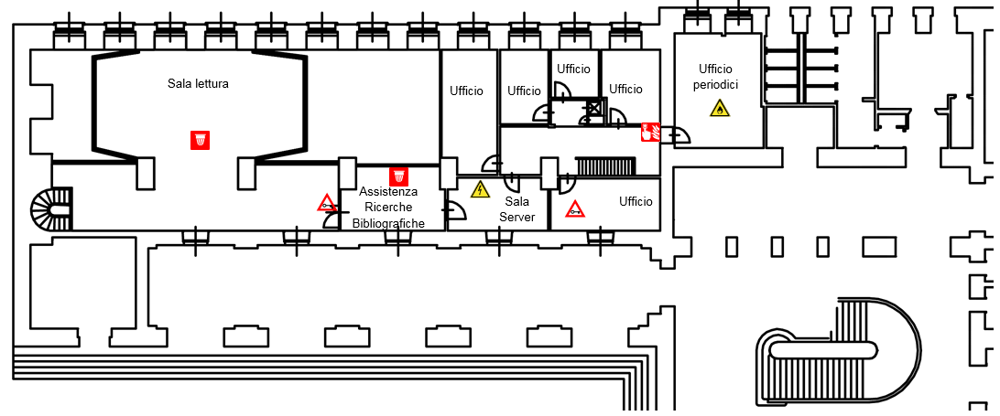 Sala lettura
Ufficio
Ufficio
Ufficio
Ufficio
Ufficio
periodici
Assistenza
Ricerche
Bibliografiche
Sala
Server
Ufficio